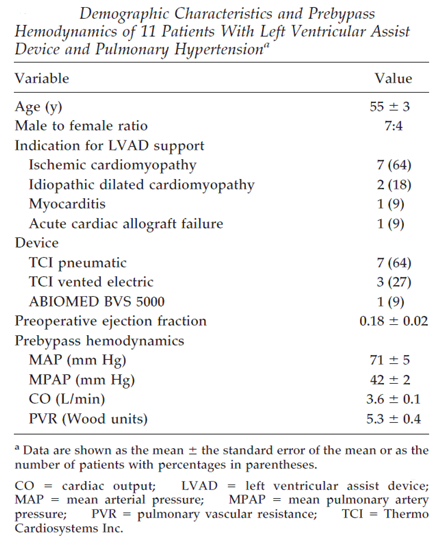 Demographic Characteristics and Prebypass
Hemodynamics of 11 Patients With Left Ventricular Assist
Device and Pulmonary Hypertensionᵃ
Variable Value
Age (y) 55 ± 3
Male to female ratio 7:4
Indication for LVAD support
Ischemic cardiomyopathy 7 (64)
Idiopathic dilated cardiomyopathy 2 (18)
Myocarditis 1 (9)
Acute cardiac allograft failure 1 (9)
Device
TCI pneumatic 7 (64)
TCI vented electric 3 (27)
ABIOMED BVS 5000 1 (9)
Preoperative ejection fraction 0.18 ± 0.02
Prebypass hemodynamics
MAP (mm Hg) 71 ± 5
MPAP (mm Hg) 42 ± 2
CO (L/min) 3.6 ± 0.1
PVR (Wood units) 5.3 ± 0.4
ᵃ Data are shown as the mean ± the standard error of the mean or as the
number of patients with percentages in parentheses.
CO = cardiac output; LVAD = left ventricular assist device;
MAP = mean arterial pressure; MPAP = mean pulmonary artery
pressure; PVR = pulmonary vascular resistance; TCI = Thermo
Cardiosystems Inc.